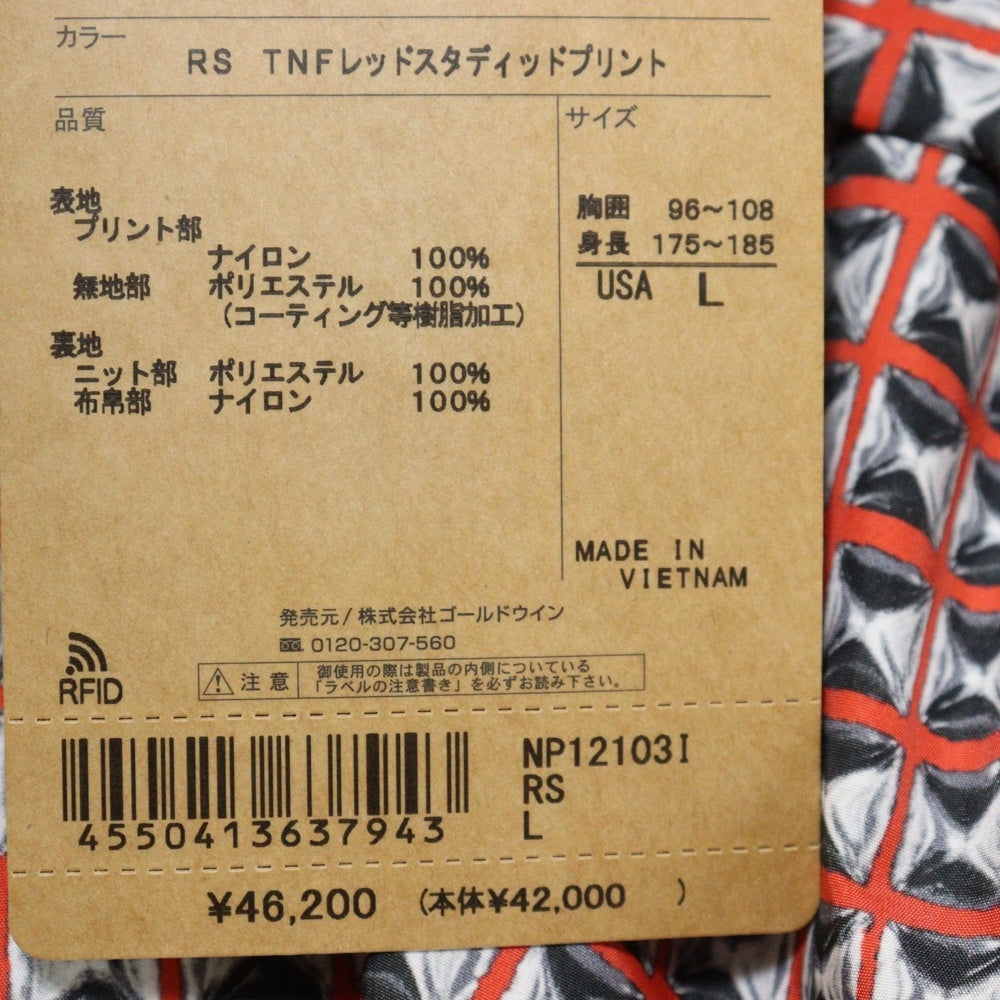 カラー
RS TNFレッドスタディッドプリント
品質
サイズ
表地
プリント部
ナイロン 100%
無地部 ポリエステル 100%
(コーティング等樹脂加工)
裏地
ニット部 ポリエステル 100%
布帛部 ナイロン 100%
胸囲 96~108
身長 175~185
USA L
MADE IN
VIETNAM
発売元/株式会社ゴールドウイン
0120-307-560
RFID
注意
御使用の際は製品の内側についている
「ラベルの注意書き」を必ずお読み下さい。
4550413637943
NP12103I
RS
L
¥46,200 (本体¥42,000 )